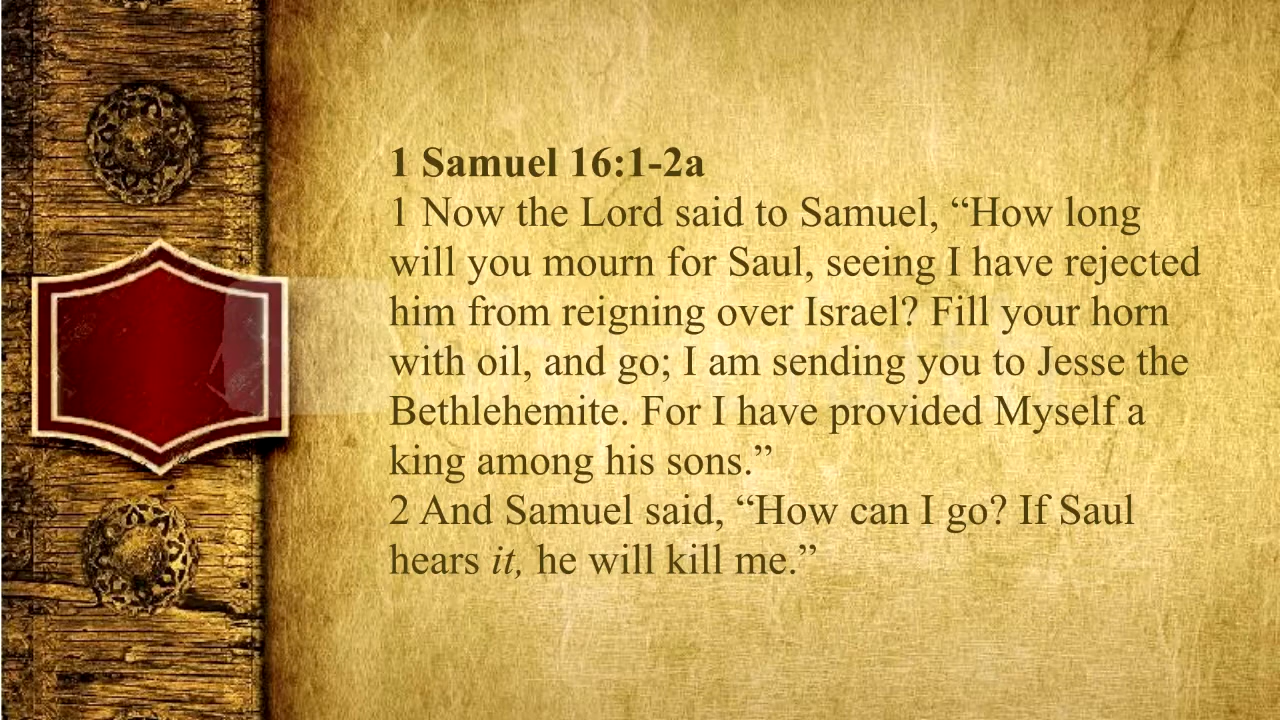 1 Samuel 16:1-2a
1 Now the Lord said to Samuel, “How long
will you mourn for Saul, seeing I have rejected
him from reigning over Israel? Fill your horn
with oil, and go; I am sending you to Jesse the
Bethlehemite. For I have provided Myself a
king among his sons.”
2 And Samuel said, “How can I go? If Saul
hears it, he will kill me.”